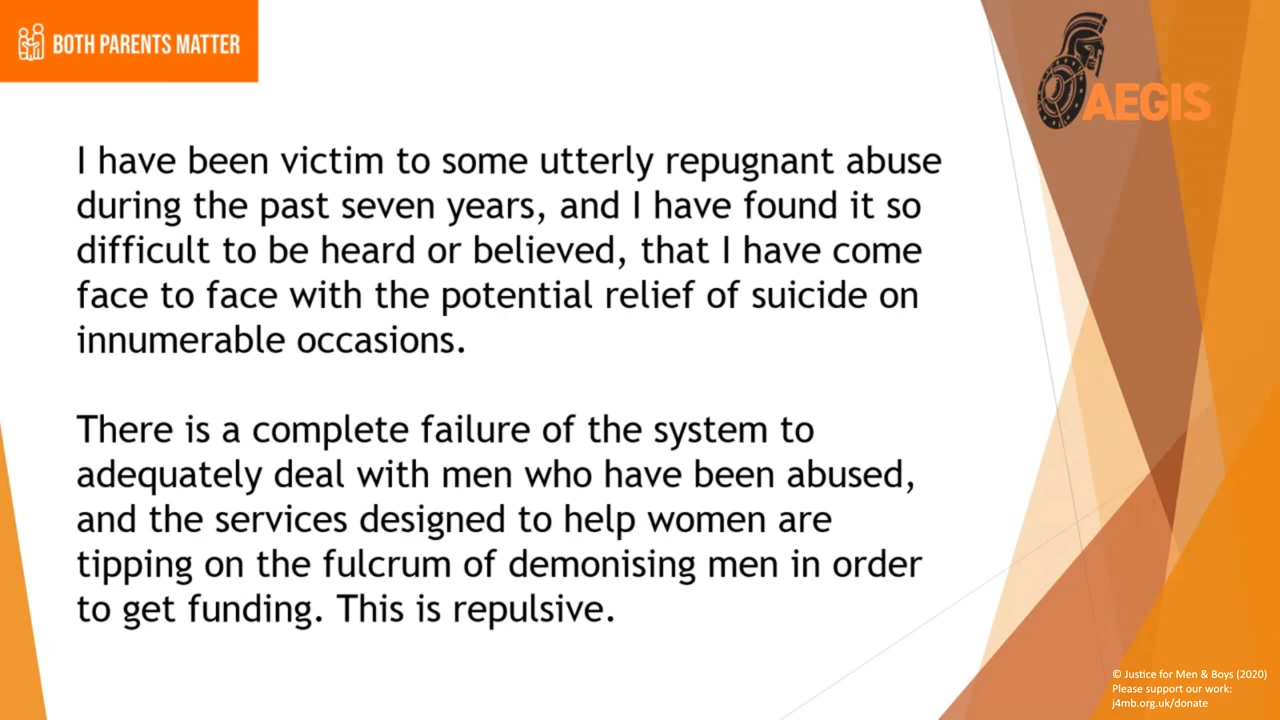 BOTH PARENTS MATTER
AEGIS
I have been victim to some utterly repugnant abuse
during the past seven years, and I have found it so
difficult to be heard or believed, that I have come
face to face with the potential relief of suicide on
innumerable occasions.
There is a complete failure of the system to
adequately deal with men who have been abused,
and the services designed to help women are
tipping on the fulcrum of demonising men in order
to get funding. This is repulsive.
© Justice for Men & Boys (2020)
Please support our work:
j4mb.org.uk/donate